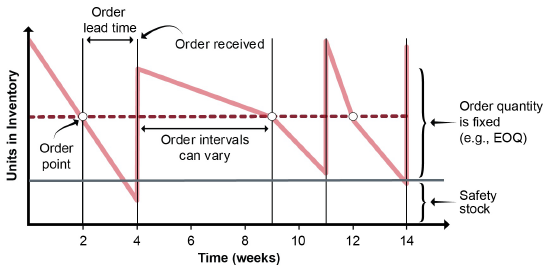 Order
lead time
Order received
Units in Inventory
Order
point
Order intervals
can vary
Order quantity
is fixed
(e.g., EOQ)
Safety
stock
2 4 6 8 10 12 14
Time (weeks)